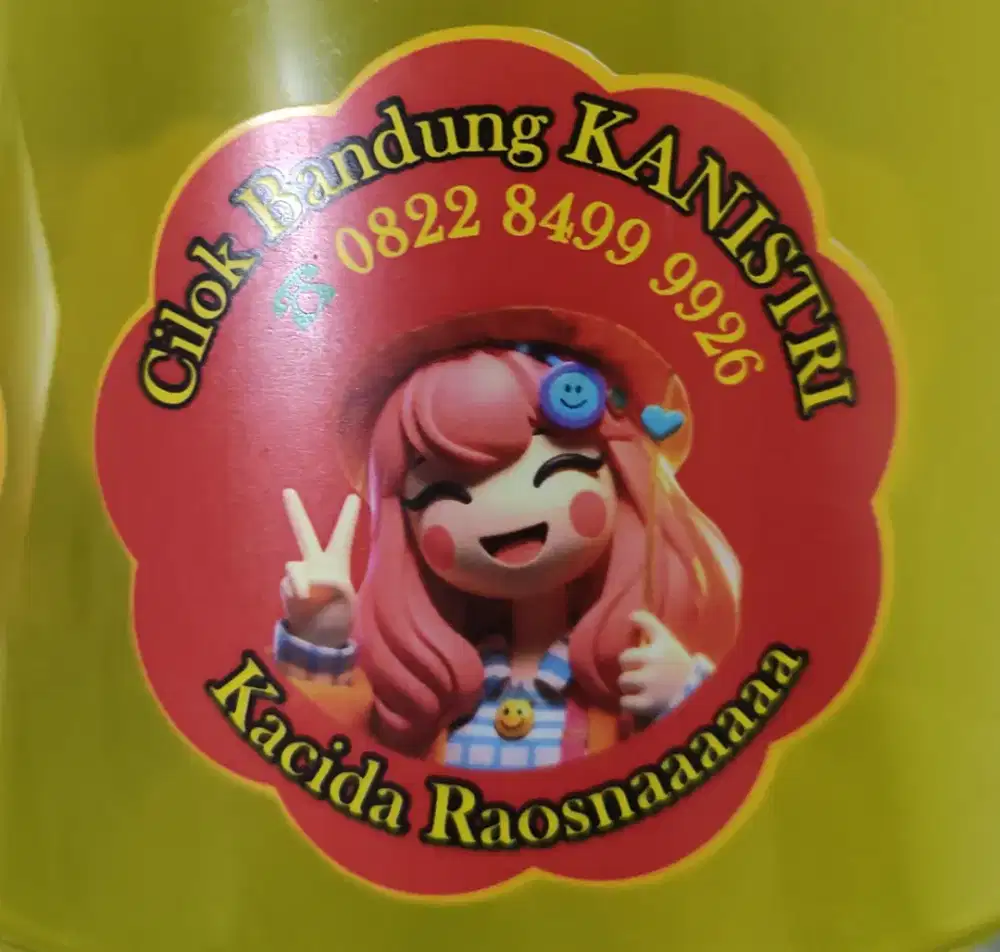 Cilok Bandung KANISTRI
0822 8499 9926
Kacida Raosnaaaaaa